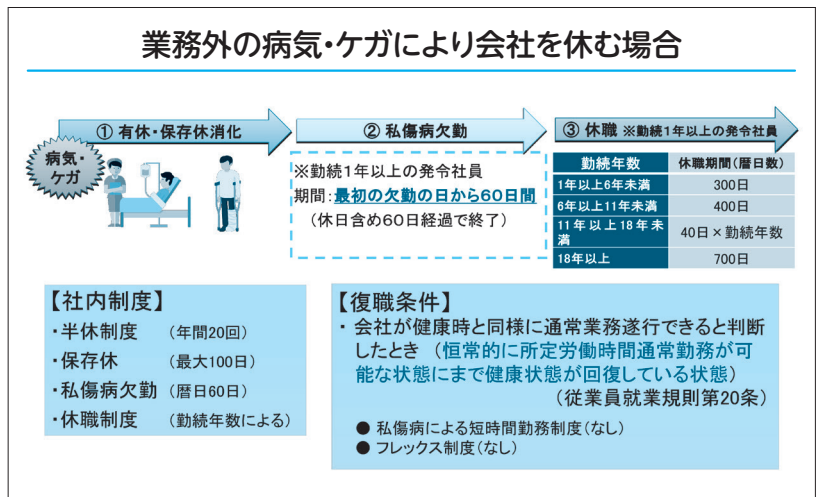 業務外の病気・ケガにより会社を休む場合
病気・
ケガ
① 有休・保存休消化
② 私傷病欠勤
※勤続1年以上の発令社員
期間：最初の欠勤の日から60日間
（休日含め60日経過で終了）
③ 休職 ※勤続1年以上の発令社員
勤続年数 休職期間（暦日数）
1年以上6年未満 300日
6年以上11年未満 400日
11年以上18年未
満 40日×勤続年数
18年以上 700日
【社内制度】
・半休制度 （年間20回）
・保存休 （最大100日）
・私傷病欠勤 （暦日60日）
・休職制度 （勤続年数による）
【復職条件】
・ 会社が健康時と同様に通常業務遂行できると判断
したとき （恒常的に所定労働時間通常勤務が可
能な状態にまで健康状態が回復している状態）
（従業員就業規則第20条）
● 私傷病による短時間勤務制度（なし）
● フレックス制度（なし）